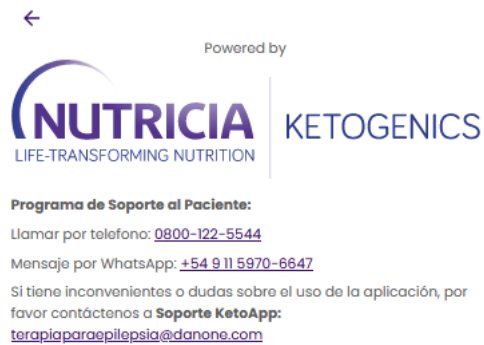 Powered by
NUTRICIA
LIFE-TRANSFORMING NUTRITION
KETOGENICS
Programa de Soporte al Paciente:
Llamar por telefono: 0800-122-5544
Mensaje por WhatsApp: +54 9 11 5970-6647
Si tiene inconvenientes o dudas sobre el uso de la aplicación, por
favor contáctenos a Soporte KetoApp:
terapiaparaepilepsia@danone.com